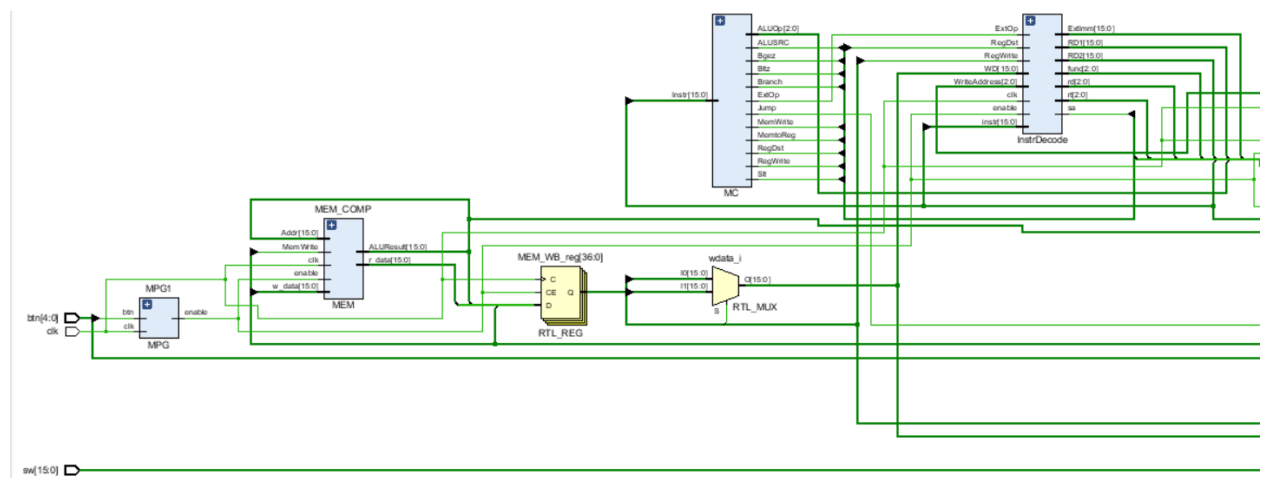 ALUOp[2:0]
ALUSRC
Bgez
Bltz
Branch
Instr[15:0]
ExtOp
Jump
MemWrite
MemtoReg
RegDst
RegWrite
Slt
MC
ExtOp
RegDst
RegWrite
WD[15:0]
WriteAddress[2:0]
clk
enable
instr[15:0]
ExtImm[15:0]
RD1[15:0]
RD2[15:0]
func[2:0]
rd[2:0]
rt[2:0]
sa
InstrDecode
MEM_COMP
Addr[15:0]
MemWrite
clk
enable
w_data[15:0]
ALUResult[15:0]
r_data[15:0]
MEM
MEM_WB_reg[36:0]
C
CE
D
Q
RTL_REG
wdata_i
I0[15:0]
I1[15:0]
S
O[15:0]
RTL_MUX
MPG1
btn
clk
enable
MPG
btn[4:0]
clk
sw[15:0]